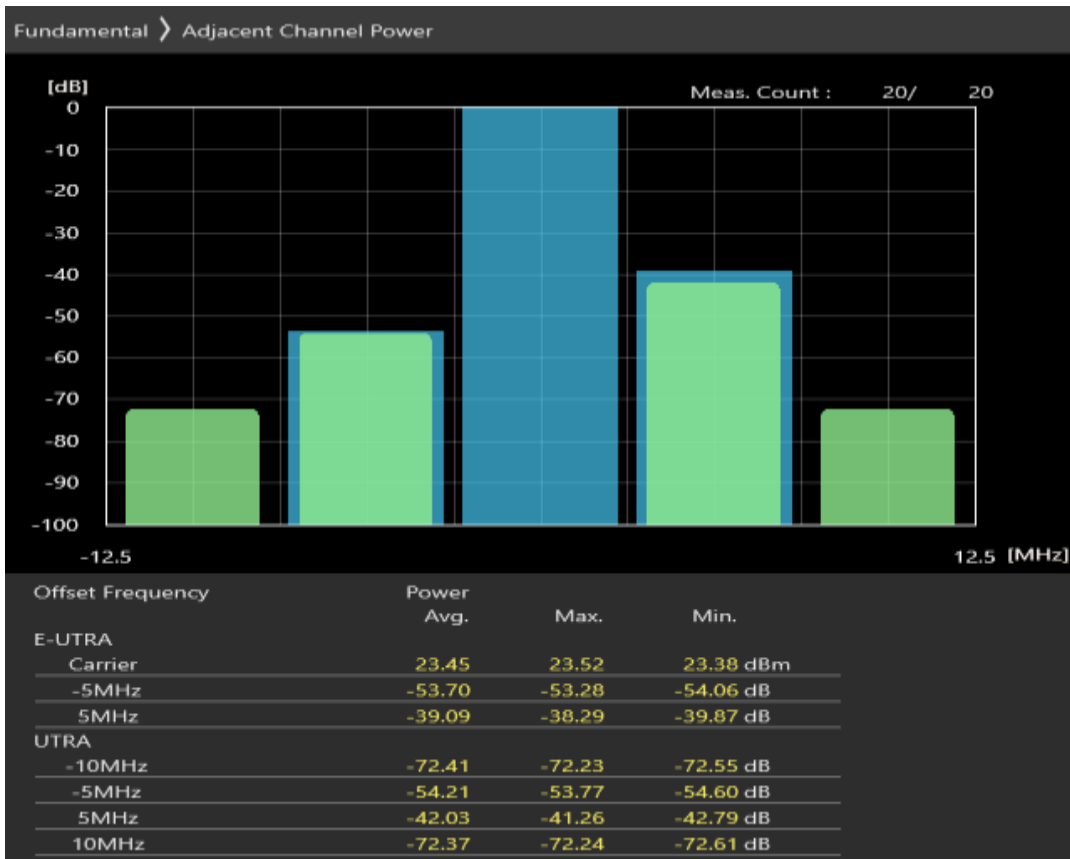 Fundamental ❯ Adjacent Channel Power
[dB]
Meas. Count : 20/ 20
0
-10
-20
-30
-40
-50
-60
-70
-80
-90
-100
-12.5 12.5 [MHz]
Offset Frequency Power
Avg. Max. Min.
E-UTRA
Carrier 23.45 23.52 23.38 dBm
-5MHz -53.70 -53.28 -54.06 dB
5MHz -39.09 -38.29 -39.87 dB
UTRA
-10MHz -72.41 -72.23 -72.55 dB
-5MHz -54.21 -53.77 -54.60 dB
5MHz -42.03 -41.26 -42.79 dB
10MHz -72.37 -72.24 -72.61 dB